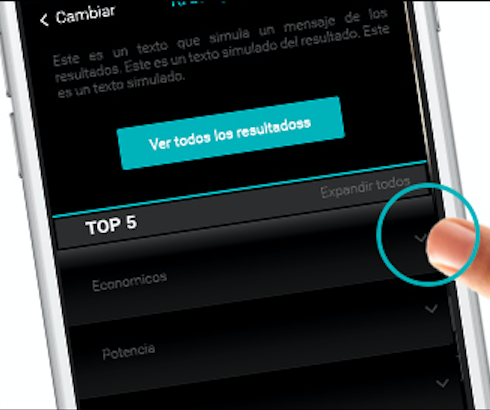 Cambiar
Este es un texto que simula un mensaje de los
resultados. Este es un texto simulado del resultado. Este
es un texto simulado.
Ver todos los resultadoss
Expandir todos
TOP 5
Economicos
Potencia